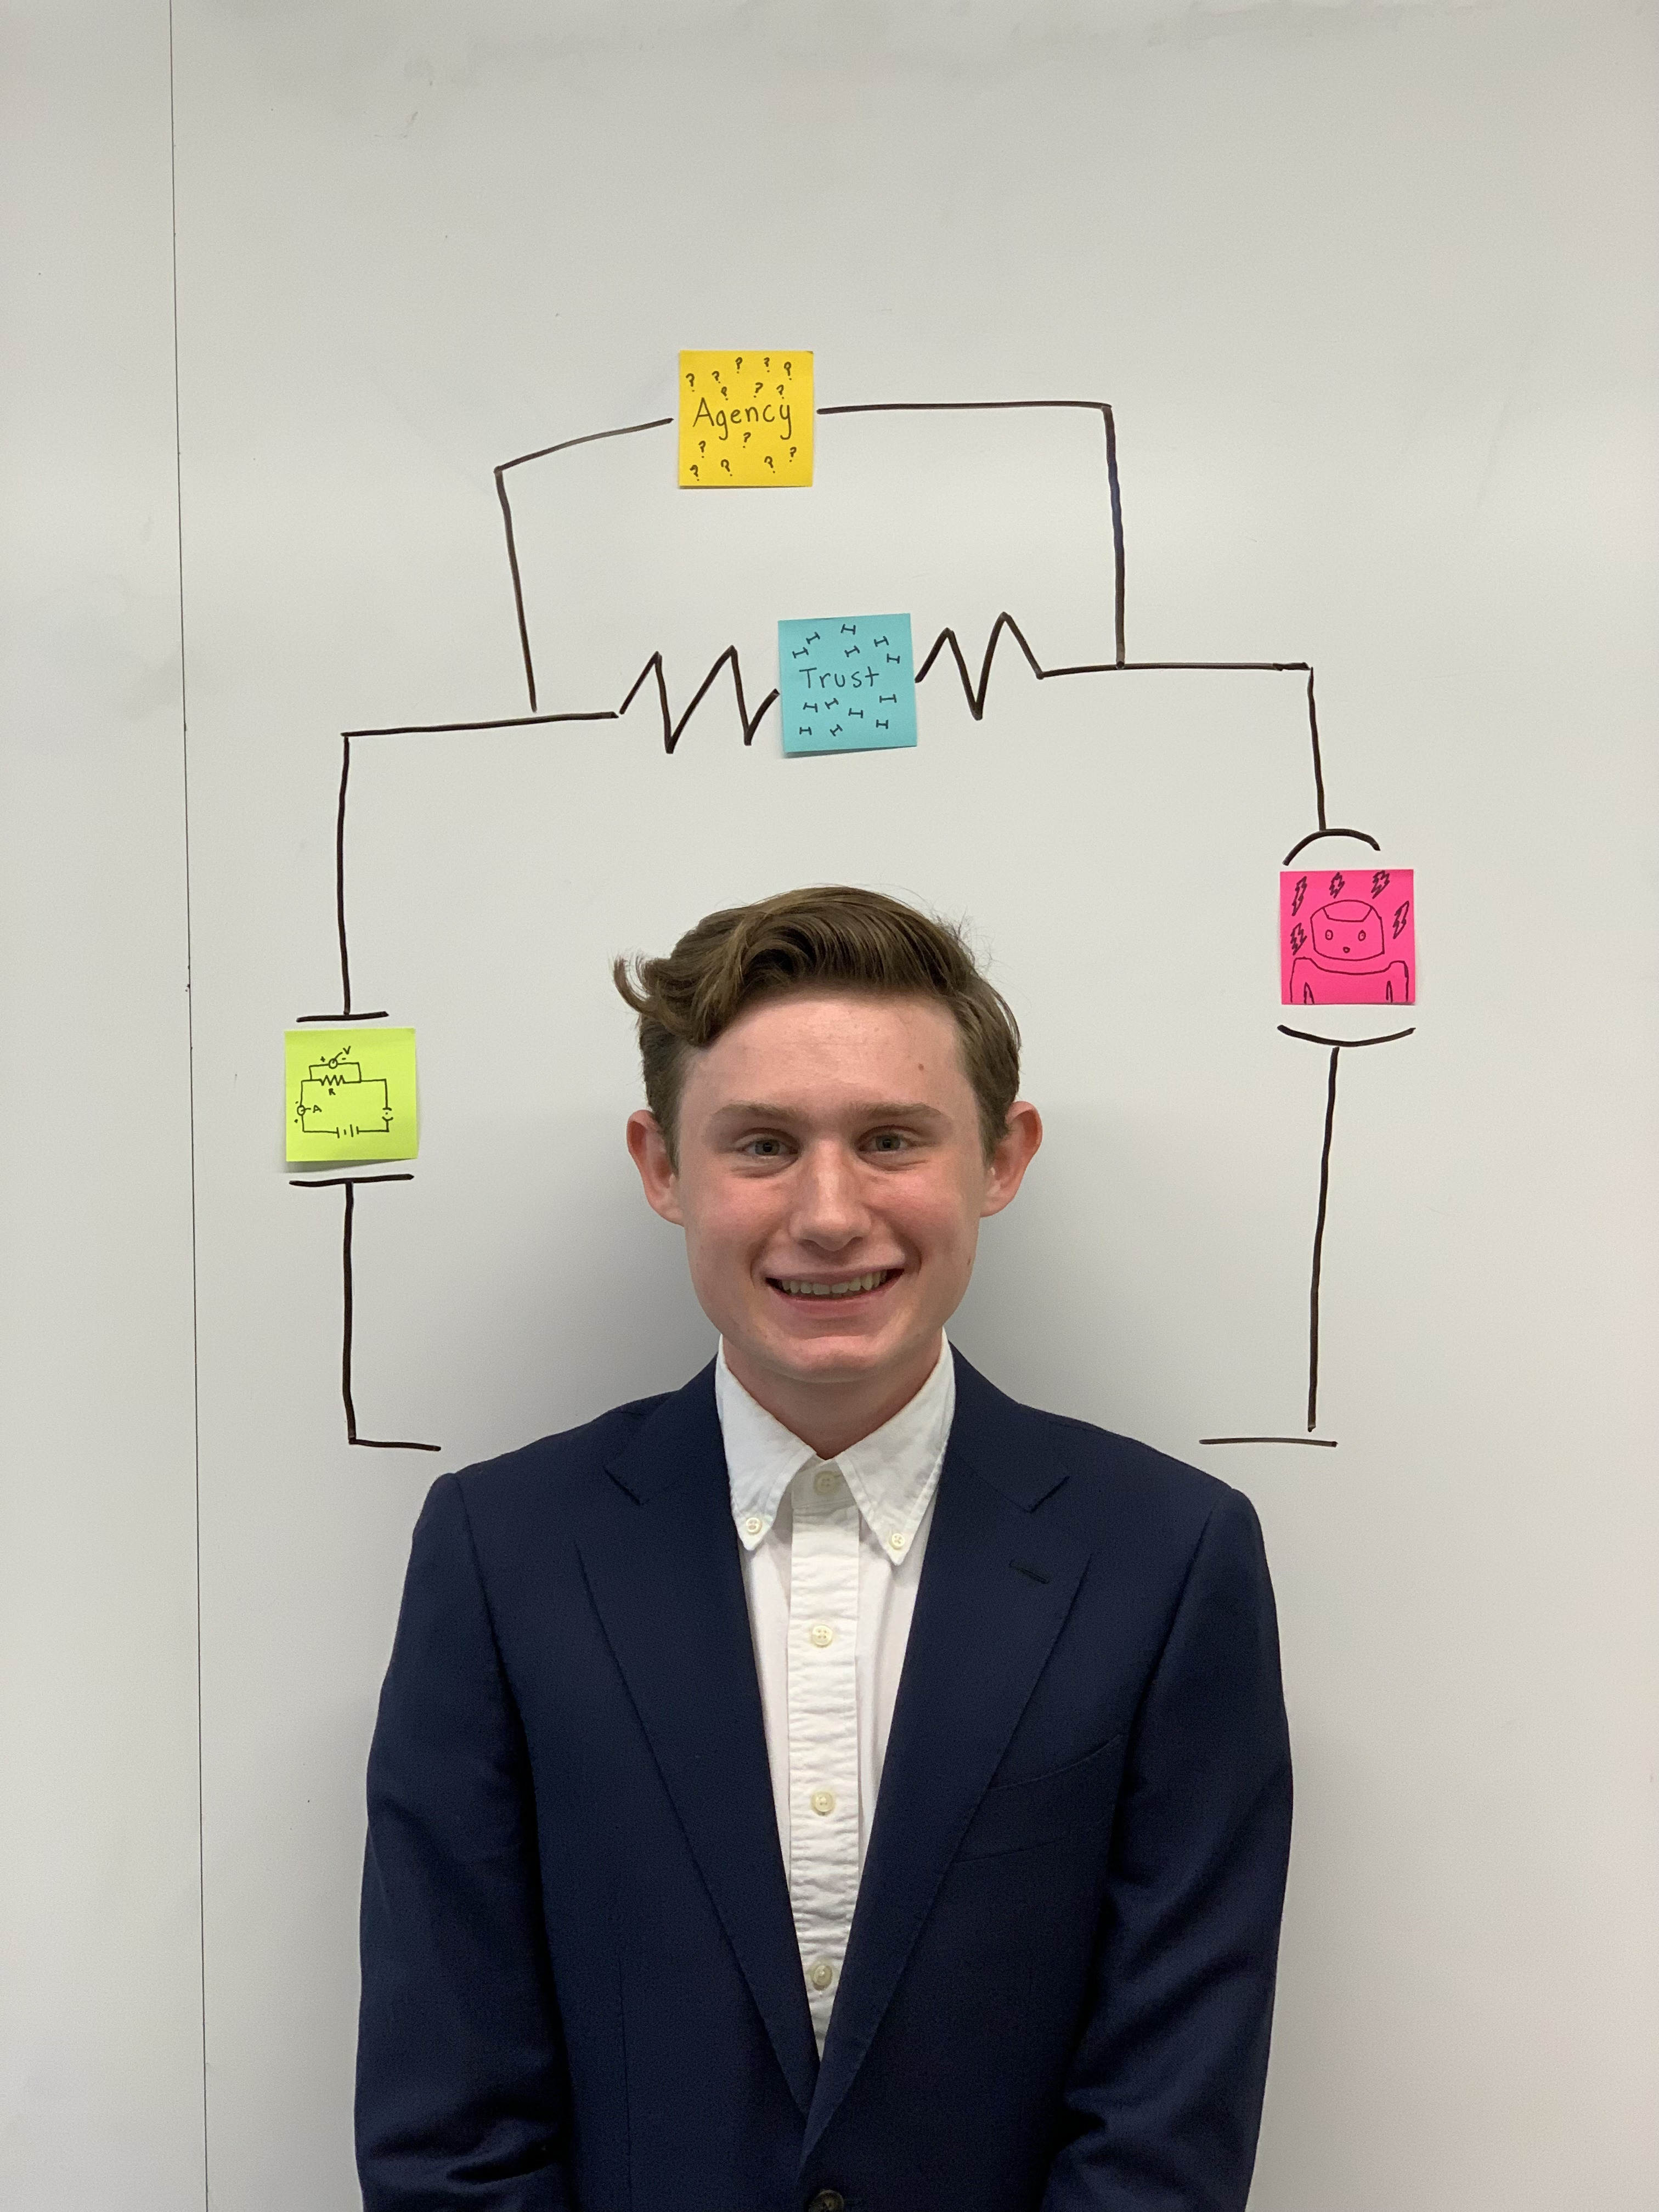 ? ? ? ? ?
? ? ?
Agency
? ?
? ? ? ?
Trust
+ V -
R
- A
+